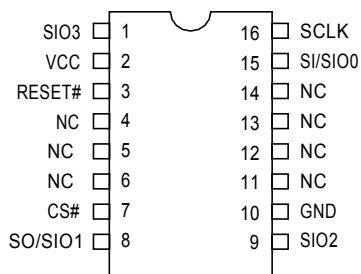 SIO3 1 16 SCLK
VCC 2 15 SI/SIO0
RESET# 3 14 NC
NC 4 13 NC
NC 5 12 NC
NC 6 11 NC
CS# 7 10 GND
SO/SIO1 8 9 SIO2